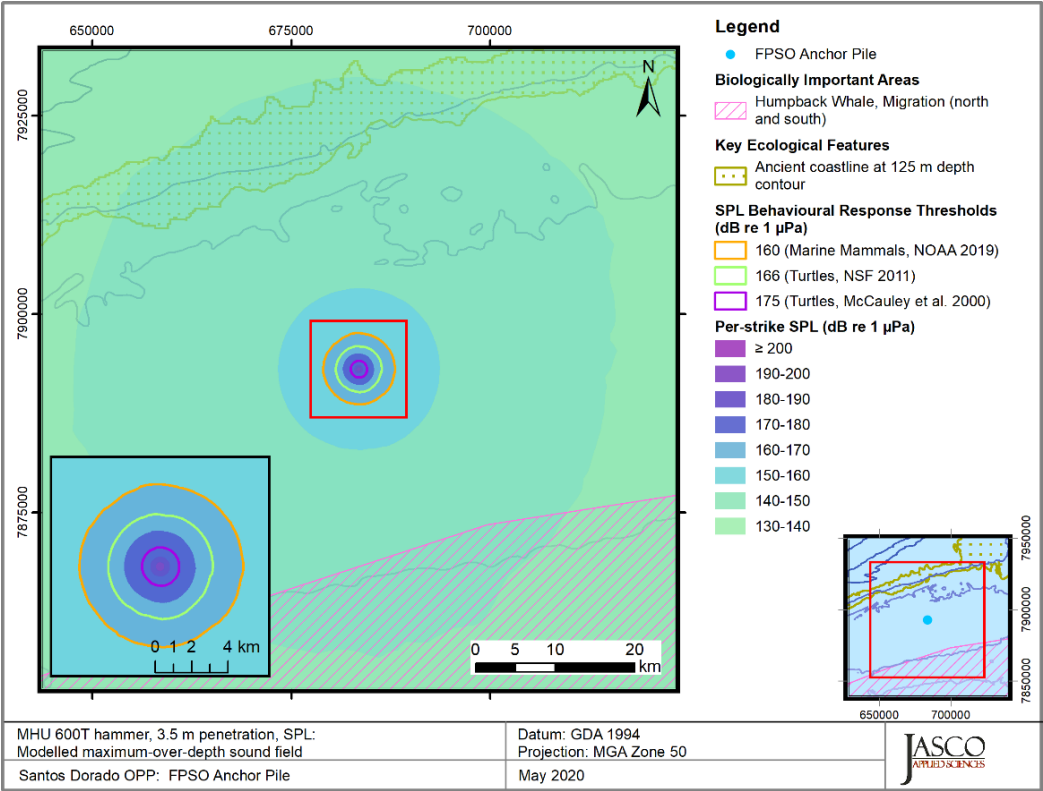 650000
675000
700000
7925000
7900000
7875000
N
0 1 2 4 km
0 5 10 20
km
Legend
FPSO Anchor Pile
Biologically Important Areas
Humpback Whale, Migration (north
and south)
Key Ecological Features
Ancient coastline at 125 m depth
contour
SPL Behavioural Response Thresholds
(dB re 1 µPa)
160 (Marine Mammals, NOAA 2019)
166 (Turtles, NSF 2011)
175 (Turtles, McCauley et al. 2000)
Per-strike SPL (dB re 1 µPa)
≥ 200
190-200
180-190
170-180
160-170
150-160
140-150
130-140
7950000
7900000
7850000
650000
700000
MHU 600T hammer, 3.5 m penetration, SPL:
Modelled maximum-over-depth sound field
Santos Dorado OPP: FPSO Anchor Pile
Datum: GDA 1994
Projection: MGA Zone 50
May 2020
JASCO
APPLIED SCIENCES